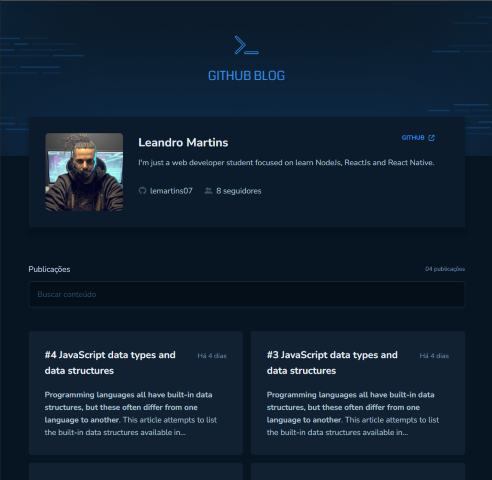 GITHUB BLOG
Leandro Martins
GITHUB
I'm just a web developer student focused on learn NodeJs, ReactJs and React Native.
lemartins07 8 seguidores
Publicações
04 publicações
Buscar conteúdo
#4 JavaScript data types and
data structures
Há 4 dias
Programming languages all have built-in data
structures, but these often differ from one
language to another. This article attempts to list
the built-in data structures available in...
#3 JavaScript data types and
data structures
Há 4 dias
Programming languages all have built-in data
structures, but these often differ from one
language to another. This article attempts to list
the built-in data structures available in...